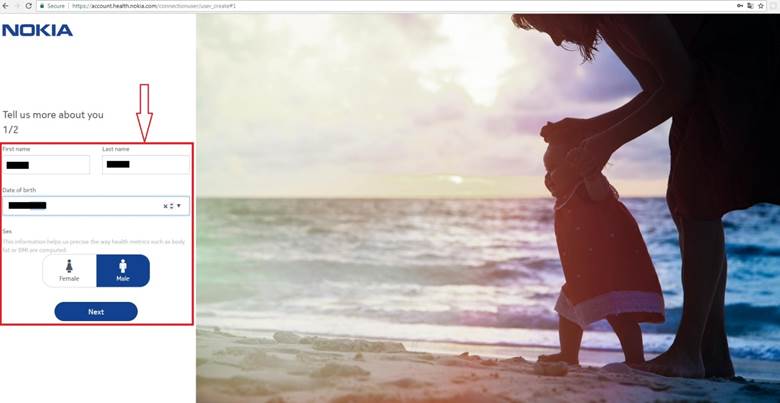 Secure | https://account.health.nokia.com/connectionuser/user_create#1
NOKIA
Tell us more about you
1/2
First name Last name
Date of birth
Sex
This information helps us precise the way health metrics such as body
fat or BMI are computed.
Female Male
Next